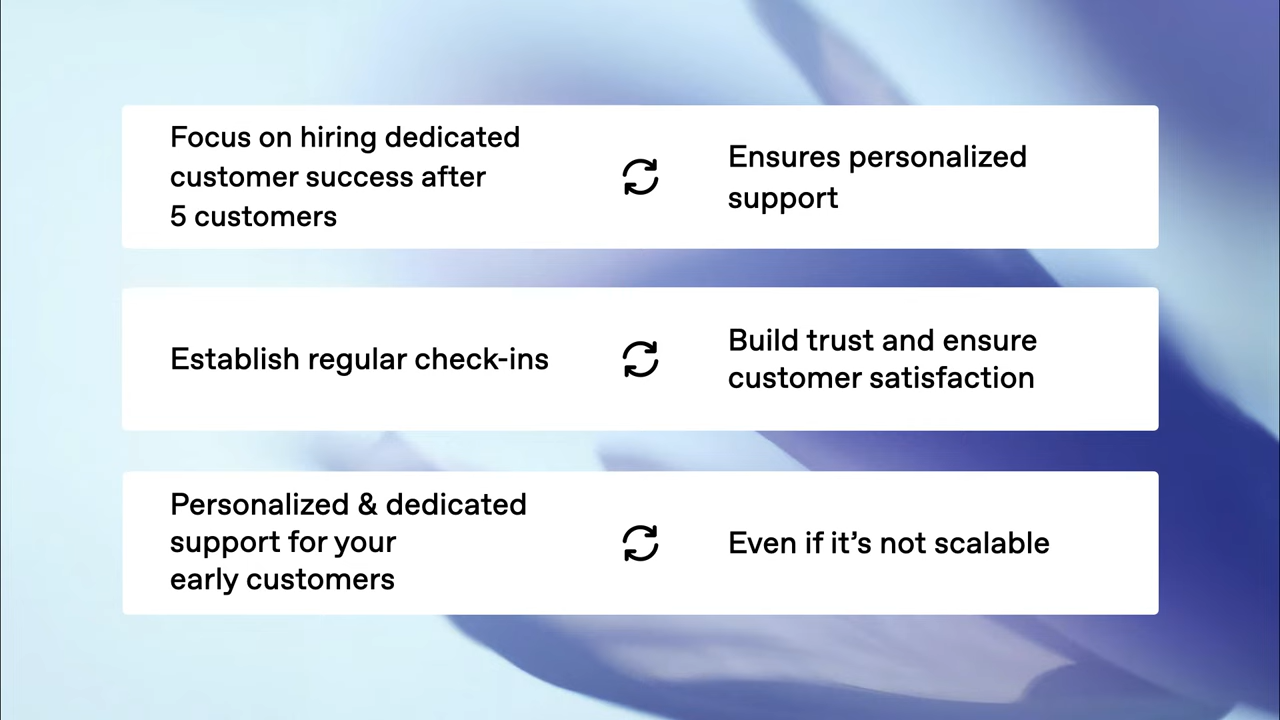 Focus on hiring dedicated
customer success after
5 customers
Ensures personalized
support
Establish regular check-ins
Build trust and ensure
customer satisfaction
Personalized & dedicated
support for your
early customers
Even if it’s not scalable